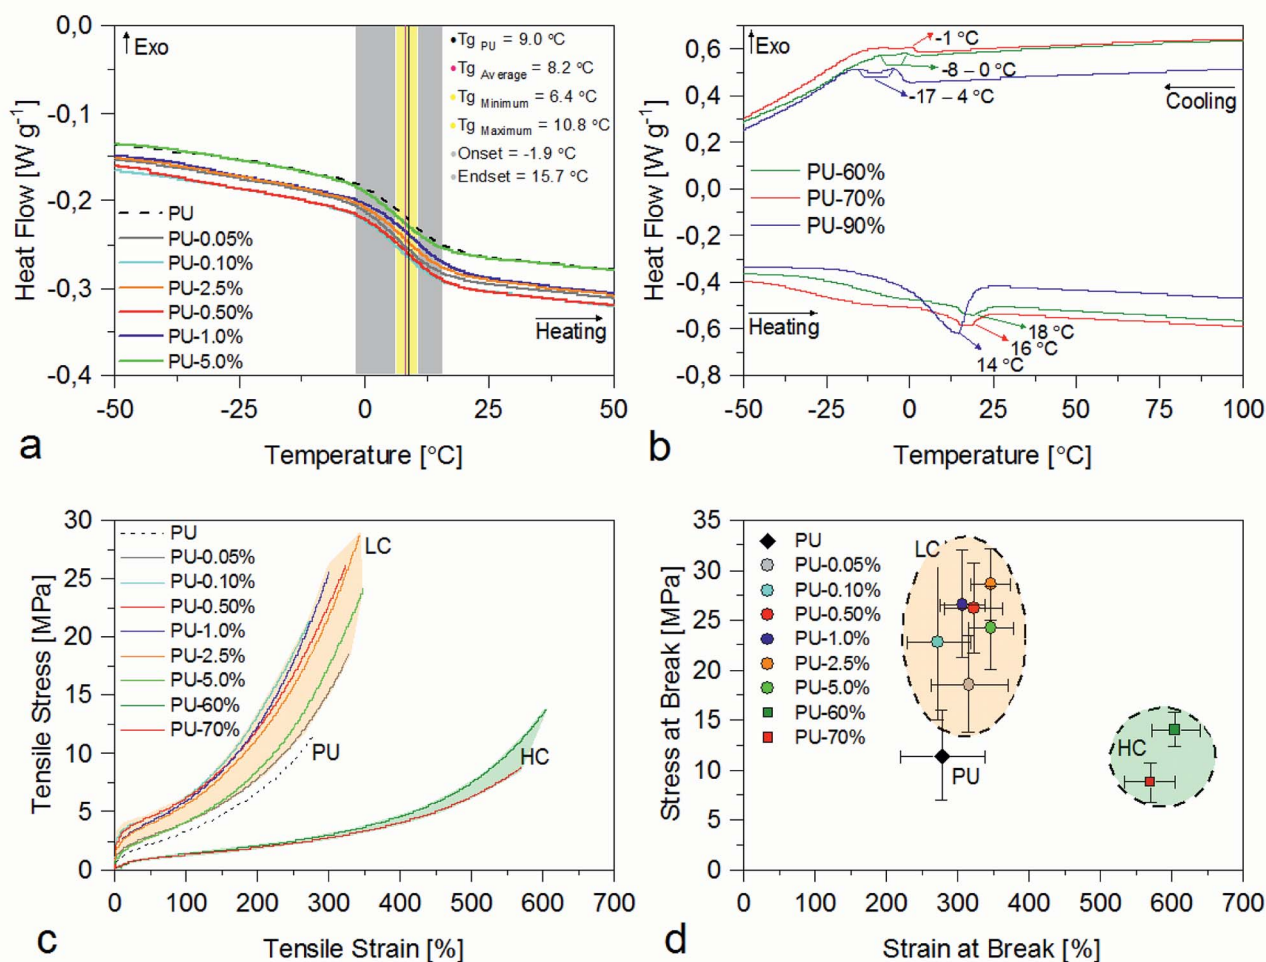 0,0
-0,1
-0,2
-0,3
-0,4
Heat Flow [W g-1]
Exo
Tg PU = 9.0 °C
Tg Average = 8.2 °C
Tg Minimum = 6.4 °C
Tg Maximum = 10.8 °C
Onset = -1.9 °C
Endset = 15.7 °C
PU
PU-0.05%
PU-0.10%
PU-2.5%
PU-0.50%
PU-1.0%
PU-5.0%
Heating
-50 -25 0 25 50
Temperature [°C]
a
0,6
0,4
0,2
0,0
-0,2
-0,4
-0,6
-0,8
Heat Flow [W g-1]
Exo
-1 °C
-8 – 0 °C
-17 – 4 °C
Cooling
PU-60%
PU-70%
PU-90%
Heating
18 °C
16 °C
14 °C
-50 -25 0 25 50 75 100
Temperature [°C]
b
30
25
20
15
10
5
0
Tensile Stress [MPa]
PU
PU-0.05%
PU-0.10%
PU-0.50%
PU-1.0%
PU-2.5%
PU-5.0%
PU-60%
PU-70%
LC
PU
HC
0 100 200 300 400 500 600 700
Tensile Strain [%]
c
35
30
25
20
15
10
5
0
Stress at Break [MPa]
PU
PU-0.05%
PU-0.10%
PU-0.50%
PU-1.0%
PU-2.5%
PU-5.0%
PU-60%
PU-70%
LC
PU
HC
0 100 200 300 400 500 600 700
Strain at Break [%]
d